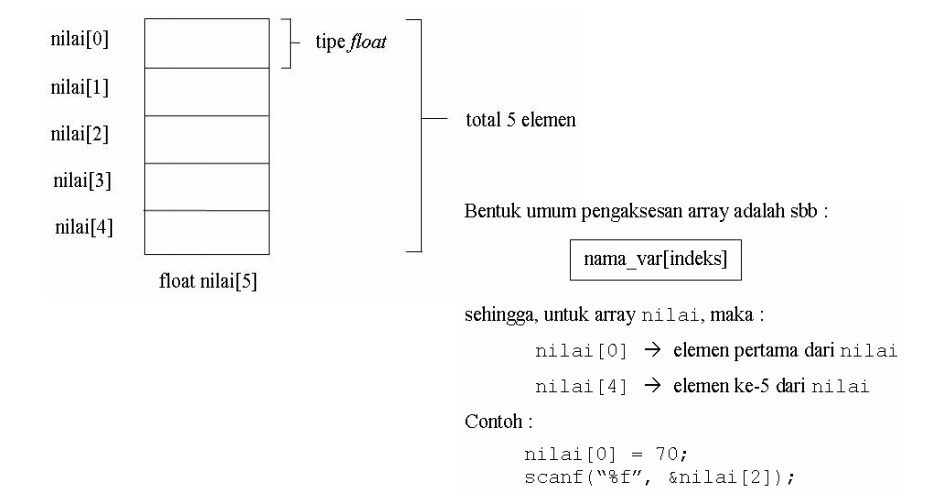 nilai[0]
tipe float
nilai[1]
nilai[2]
total 5 elemen
nilai[3]
nilai[4]
float nilai[5]
Bentuk umum pengaksesan array adalah sbb :
nama_var[indeks]
sehingga, untuk array nilai, maka :
nilai[0] → elemen pertama dari nilai
nilai[4] → elemen ke-5 dari nilai
Contoh :
nilai[0] = 70;
scanf(“%f”, &nilai[2]);